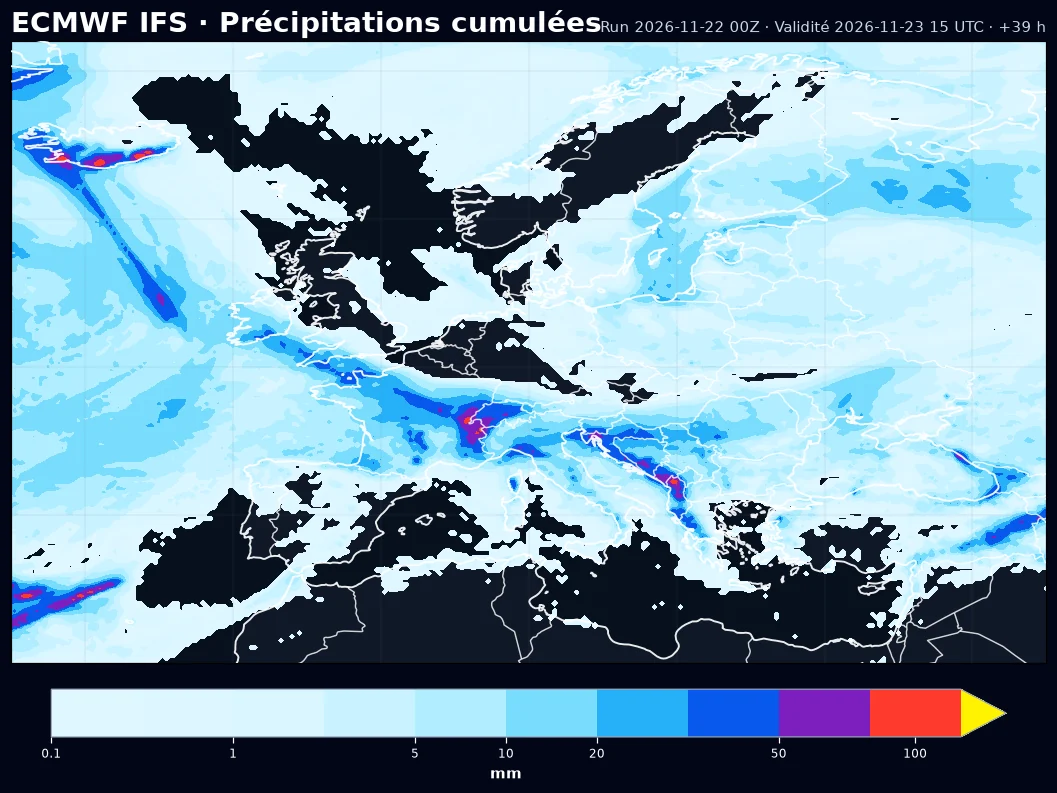 ECMWF IFS · Précipitations cumulées
Run 2026-11-22 00Z · Validité 2026-11-23 15 UTC · +39 h
0.1 1 5 10 20 50 100
mm